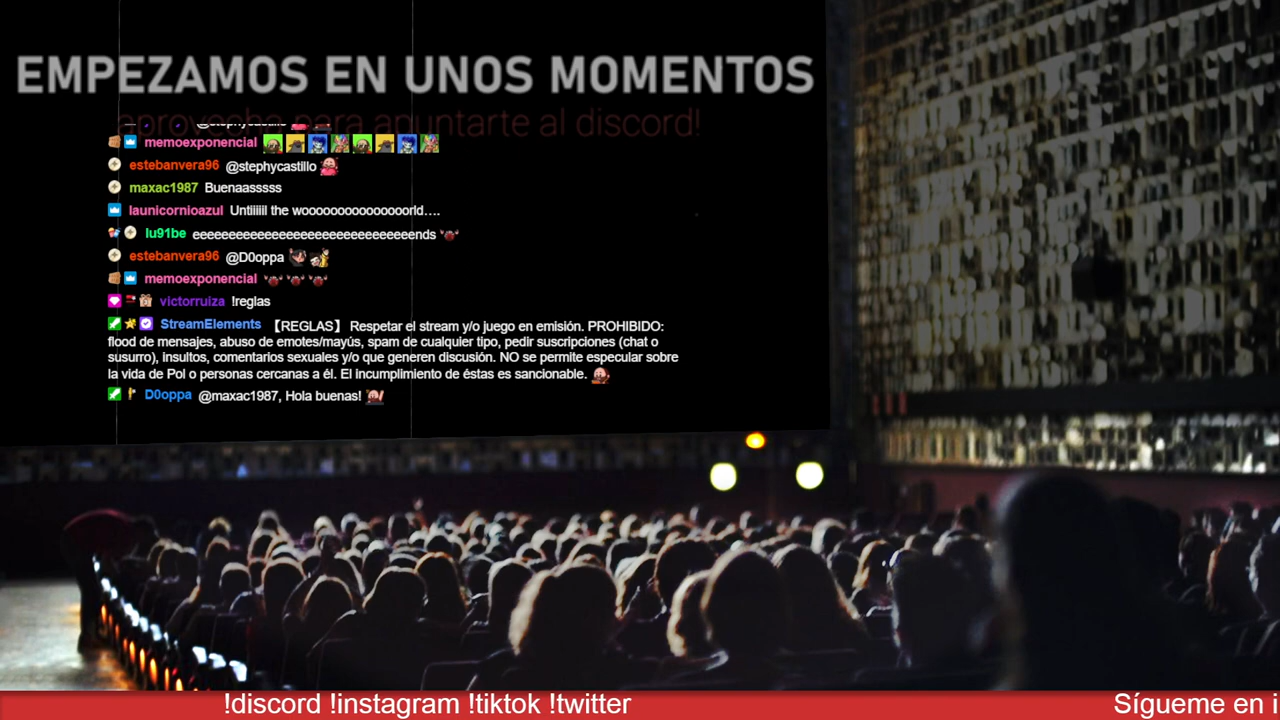 EMPEZAMOS EN UNOS MOMENTOS
aprovecha para apuntarte al discord!
@stephycastillo
memoexponencial
estebanvera96 @stephycastillo
maxac1987 Buenaasssss
launicornioazul Untiiiiil the wooooooooooooooorld....
lu91be eeeeeeeeeeeeeeeeeeeeeeeeeeeeeeends
estebanvera96 @D0oppa
memoexponencial
victorruiza !reglas
StreamElements 【REGLAS】 Respetar el stream y/o juego en emisión. PROHIBIDO:
flood de mensajes, abuso de emotes/mayús, spam de cualquier tipo, pedir suscripciones (chat o
susurro), insultos, comentarios sexuales y/o que generen discusión. NO se permite especular sobre
la vida de Pol o personas cercanas a él. El incumplimiento de éstas es sancionable.
D0oppa @maxac1987, Hola buenas!
!discord !instagram !tiktok !twitter
Sígueme en i